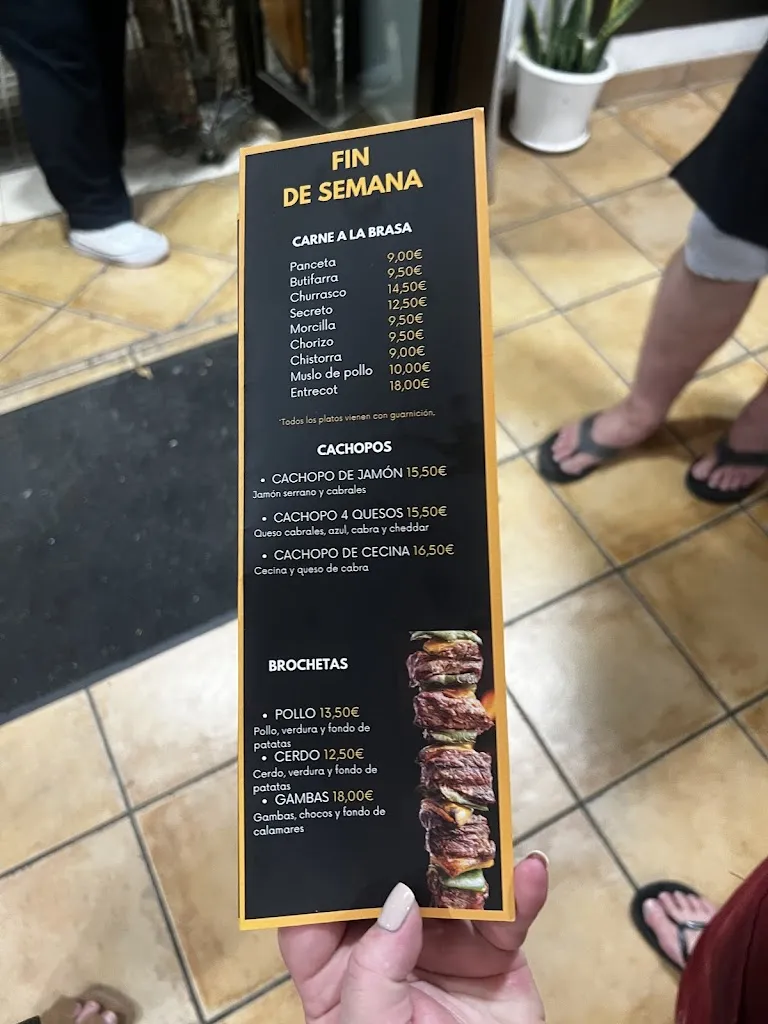 FIN
DE SEMANA
CARNE A LA BRASA
Panceta 9,00€
Butifarra 9,50€
Churrasco 14,50€
Secreto 12,50€
Morcilla 9,50€
Chorizo 9,50€
Chistorra 9,00€
Muslo de pollo 10,00€
Entrecot 18,00€
*Todos los platos vienen con guarnición.
CACHOPOS
• CACHOPO DE JAMÓN 15,50€
Jamón serrano y cabrales
• CACHOPO 4 QUESOS 15,50€
Queso cabrales, azul, cabra y cheddar
• CACHOPO DE CECINA 16,50€
Cecina y queso de cabra
BROCHETAS
• POLLO 13,50€
Pollo, verdura y fondo de
patatas
• CERDO 12,50€
Cerdo, verdura y fondo de
patatas
• GAMBAS 18,00€
Gambas, chocos y fondo de
calamares